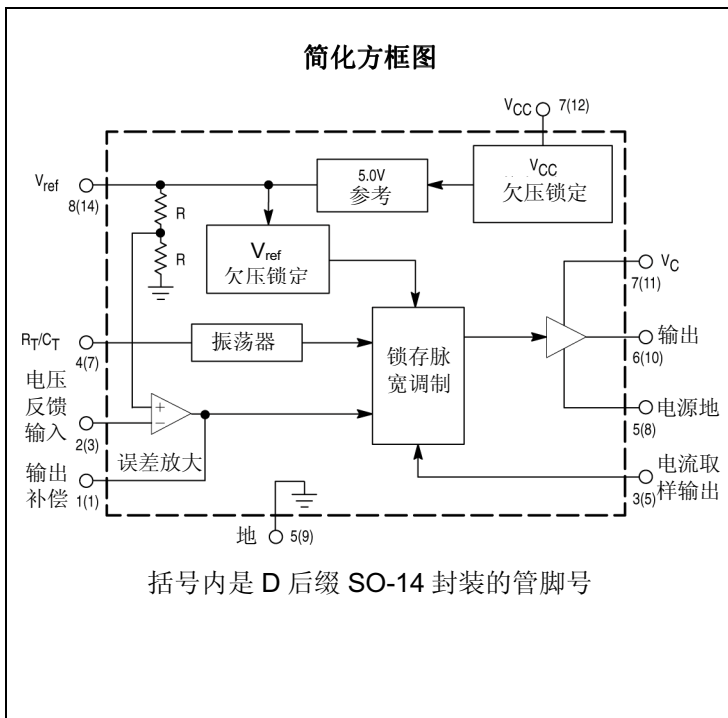 简化方框图
VCC 7(12)
Vref
8(14)
R
R
5.0V
参考
VCC
欠压锁定
Vref
欠压锁定
VC
7(11)
RT/CT
4(7)
振荡器
锁存脉
宽调制
输出
6(10)
电压
反馈
输入
2(3)
+
−
误差放大
电源地
5(8)
输出
补偿
1(1)
电流取
样输出
3(5)
地 5(9)
括号内是 D 后缀 SO-14 封装的管脚号